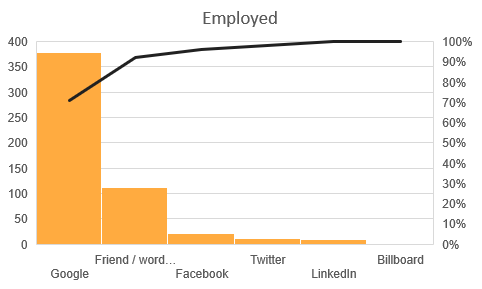 Employed
400
350
300
250
200
150
100
50
0
100%
90%
80%
70%
60%
50%
40%
30%
20%
10%
0%
Friend / word…
Twitter
Billboard
Google
Facebook
LinkedIn